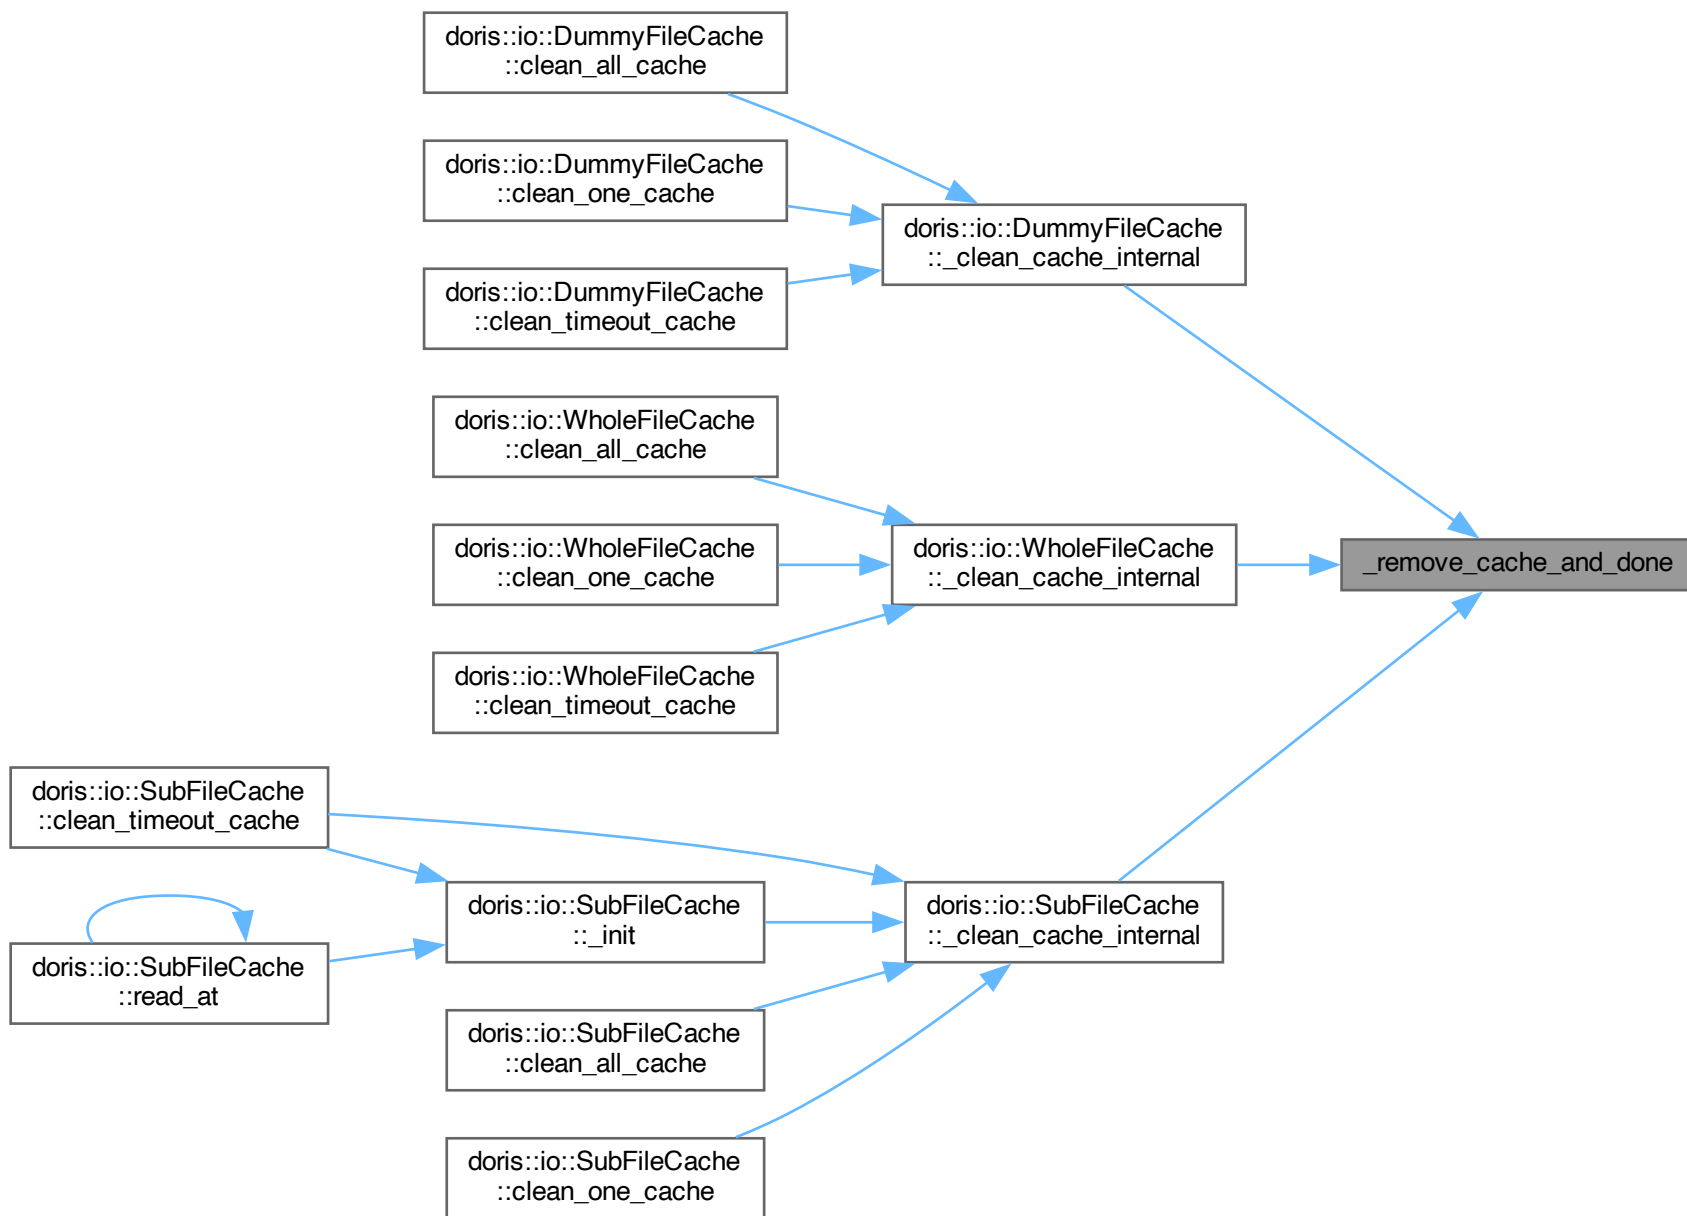 doris::io::DummyFileCache
::clean_all_cache
doris::io::DummyFileCache
::clean_one_cache
doris::io::DummyFileCache
::clean_timeout_cache
doris::io::DummyFileCache
::_clean_cache_internal
doris::io::WholeFileCache
::clean_all_cache
doris::io::WholeFileCache
::clean_one_cache
doris::io::WholeFileCache
::clean_timeout_cache
doris::io::WholeFileCache
::_clean_cache_internal
_remove_cache_and_done
doris::io::SubFileCache
::clean_timeout_cache
doris::io::SubFileCache
::read_at
doris::io::SubFileCache
::_init
doris::io::SubFileCache
::clean_all_cache
doris::io::SubFileCache
::clean_one_cache
doris::io::SubFileCache
::_clean_cache_internal